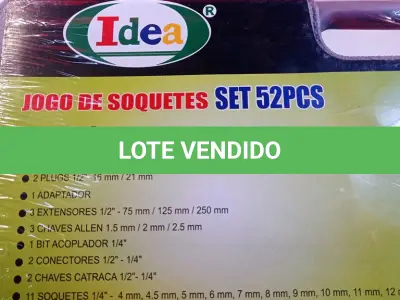 Idea ®
JOGO DE SOQUETES SET 52PCS
LOTE VENDIDO
• 2 PLUGS 1/2" - 16 mm / 21 mm
• 1 ADAPTADOR
• 3 EXTENSORES 1/2" - 75 mm / 125 mm / 250 mm
• 3 CHAVES ALLEN 1.5 mm / 2 mm / 2.5 mm
• 1 BIT ACOPLADOR 1/4"
• 2 CONECTORES 1/2" - 1/4"
• 2 CHAVES CATRACA 1/2"- 1/4"
• 11 SOQUETES 1/4" - 4 mm, 4.5 mm, 5 mm, 6 mm, 7 mm, 8 mm, 9 mm, 10 mm, 11 mm, 12